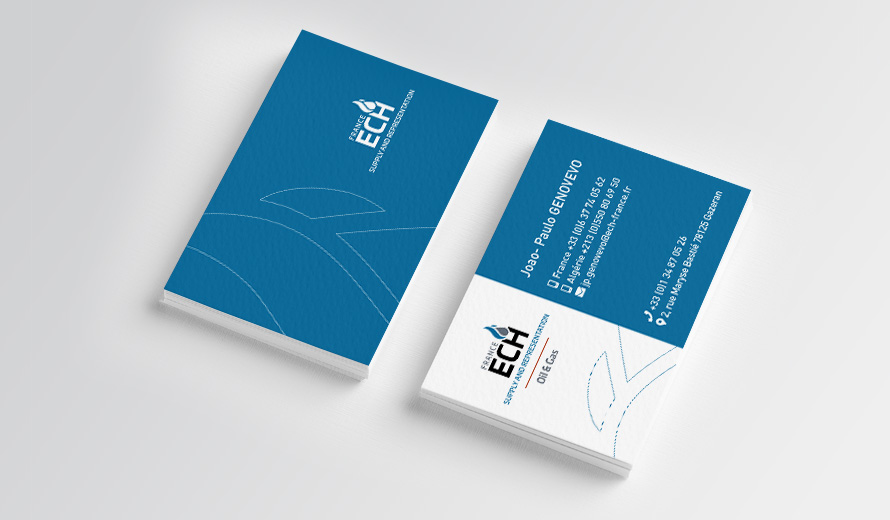 FRANCE
ECH
SUPPLY AND REPRESENTATION
Joao- Paulo GENOVEVO
France +33 (0)6 37 74 05 62
Algérie +213 (0)550 80 69 50
jp.genovevo@ech-france.fr
+33 (0)1 34 87 05 26
2, rue Maryse Bastié 78125 Gazeran
FRANCE
ECH
SUPPLY AND REPRESENTATION
Oil & Gas